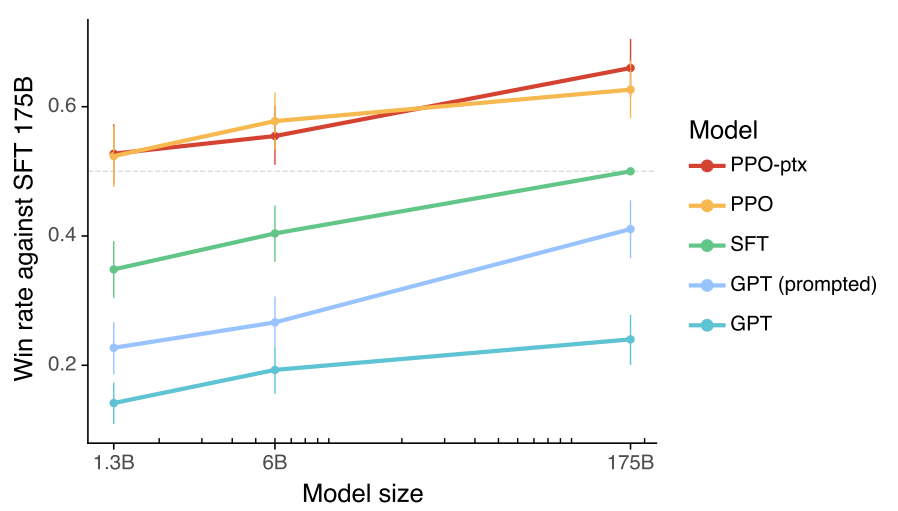 Win rate against SFT 175B
0.6
0.4
0.2
1.3B
6B
175B
Model size
Model
PPO-ptx
PPO
SFT
GPT (prompted)
GPT